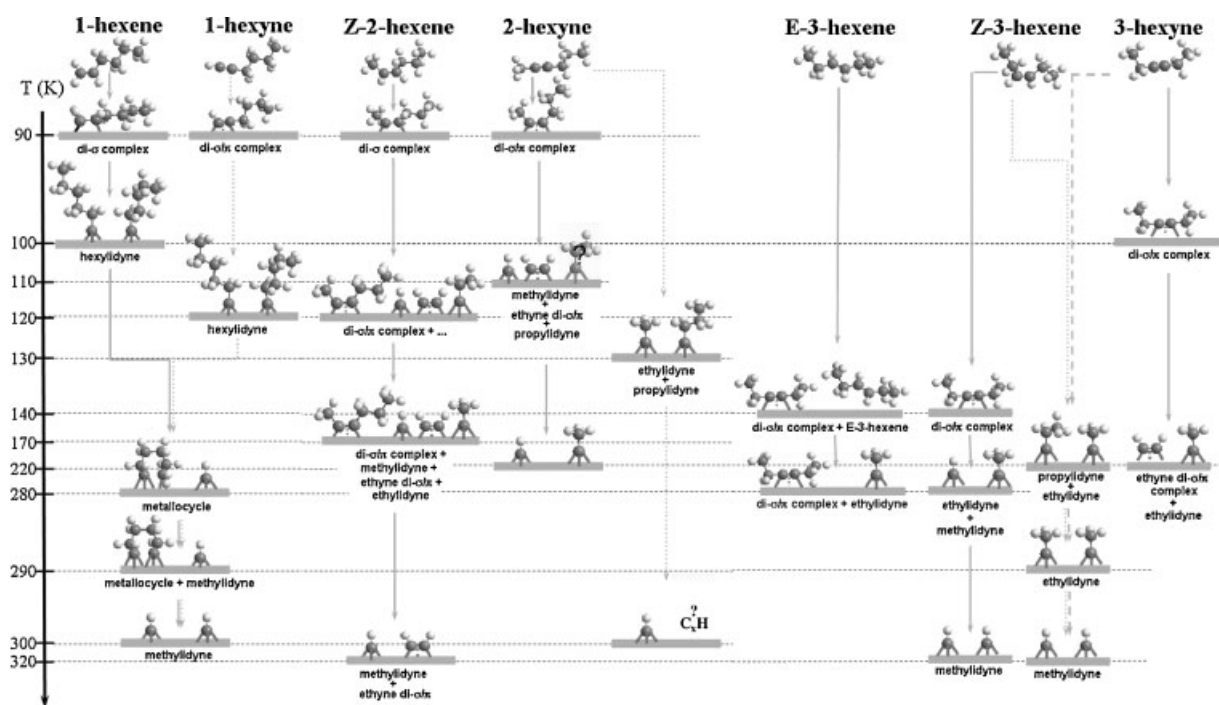 1-hexene 1-hexyne Z-2-hexene 2-hexyne E-3-hexene Z-3-hexene 3-hexyne
T (K)
90
di-σ complex
di-σ/π complex
di-σ complex
di-σ/π complex
100
hexylidyne
di-σ/π complex
110
methylidyne
+
ethyne di-σ/π
+
propylidyne
?
120
hexylidyne
di-σ/π complex + ...
130
ethylidyne
+
propylidyne
140
di-σ/π complex + E-3-hexene
di-σ/π complex
170
di-σ/π complex +
methylidyne +
ethyne di-σ/π +
ethylidyne
220
propylidyne
+
ethylidyne
ethyne di-σ/π
complex
+
ethylidyne
280
metallocycle
di-σ/π complex + ethylidyne
ethylidyne
+
methylidyne
290
metallocycle + methylidyne
ethylidyne
300
methylidyne
?
CxH
320
methylidyne
+
ethyne di-σ/π
methylidyne
methylidyne